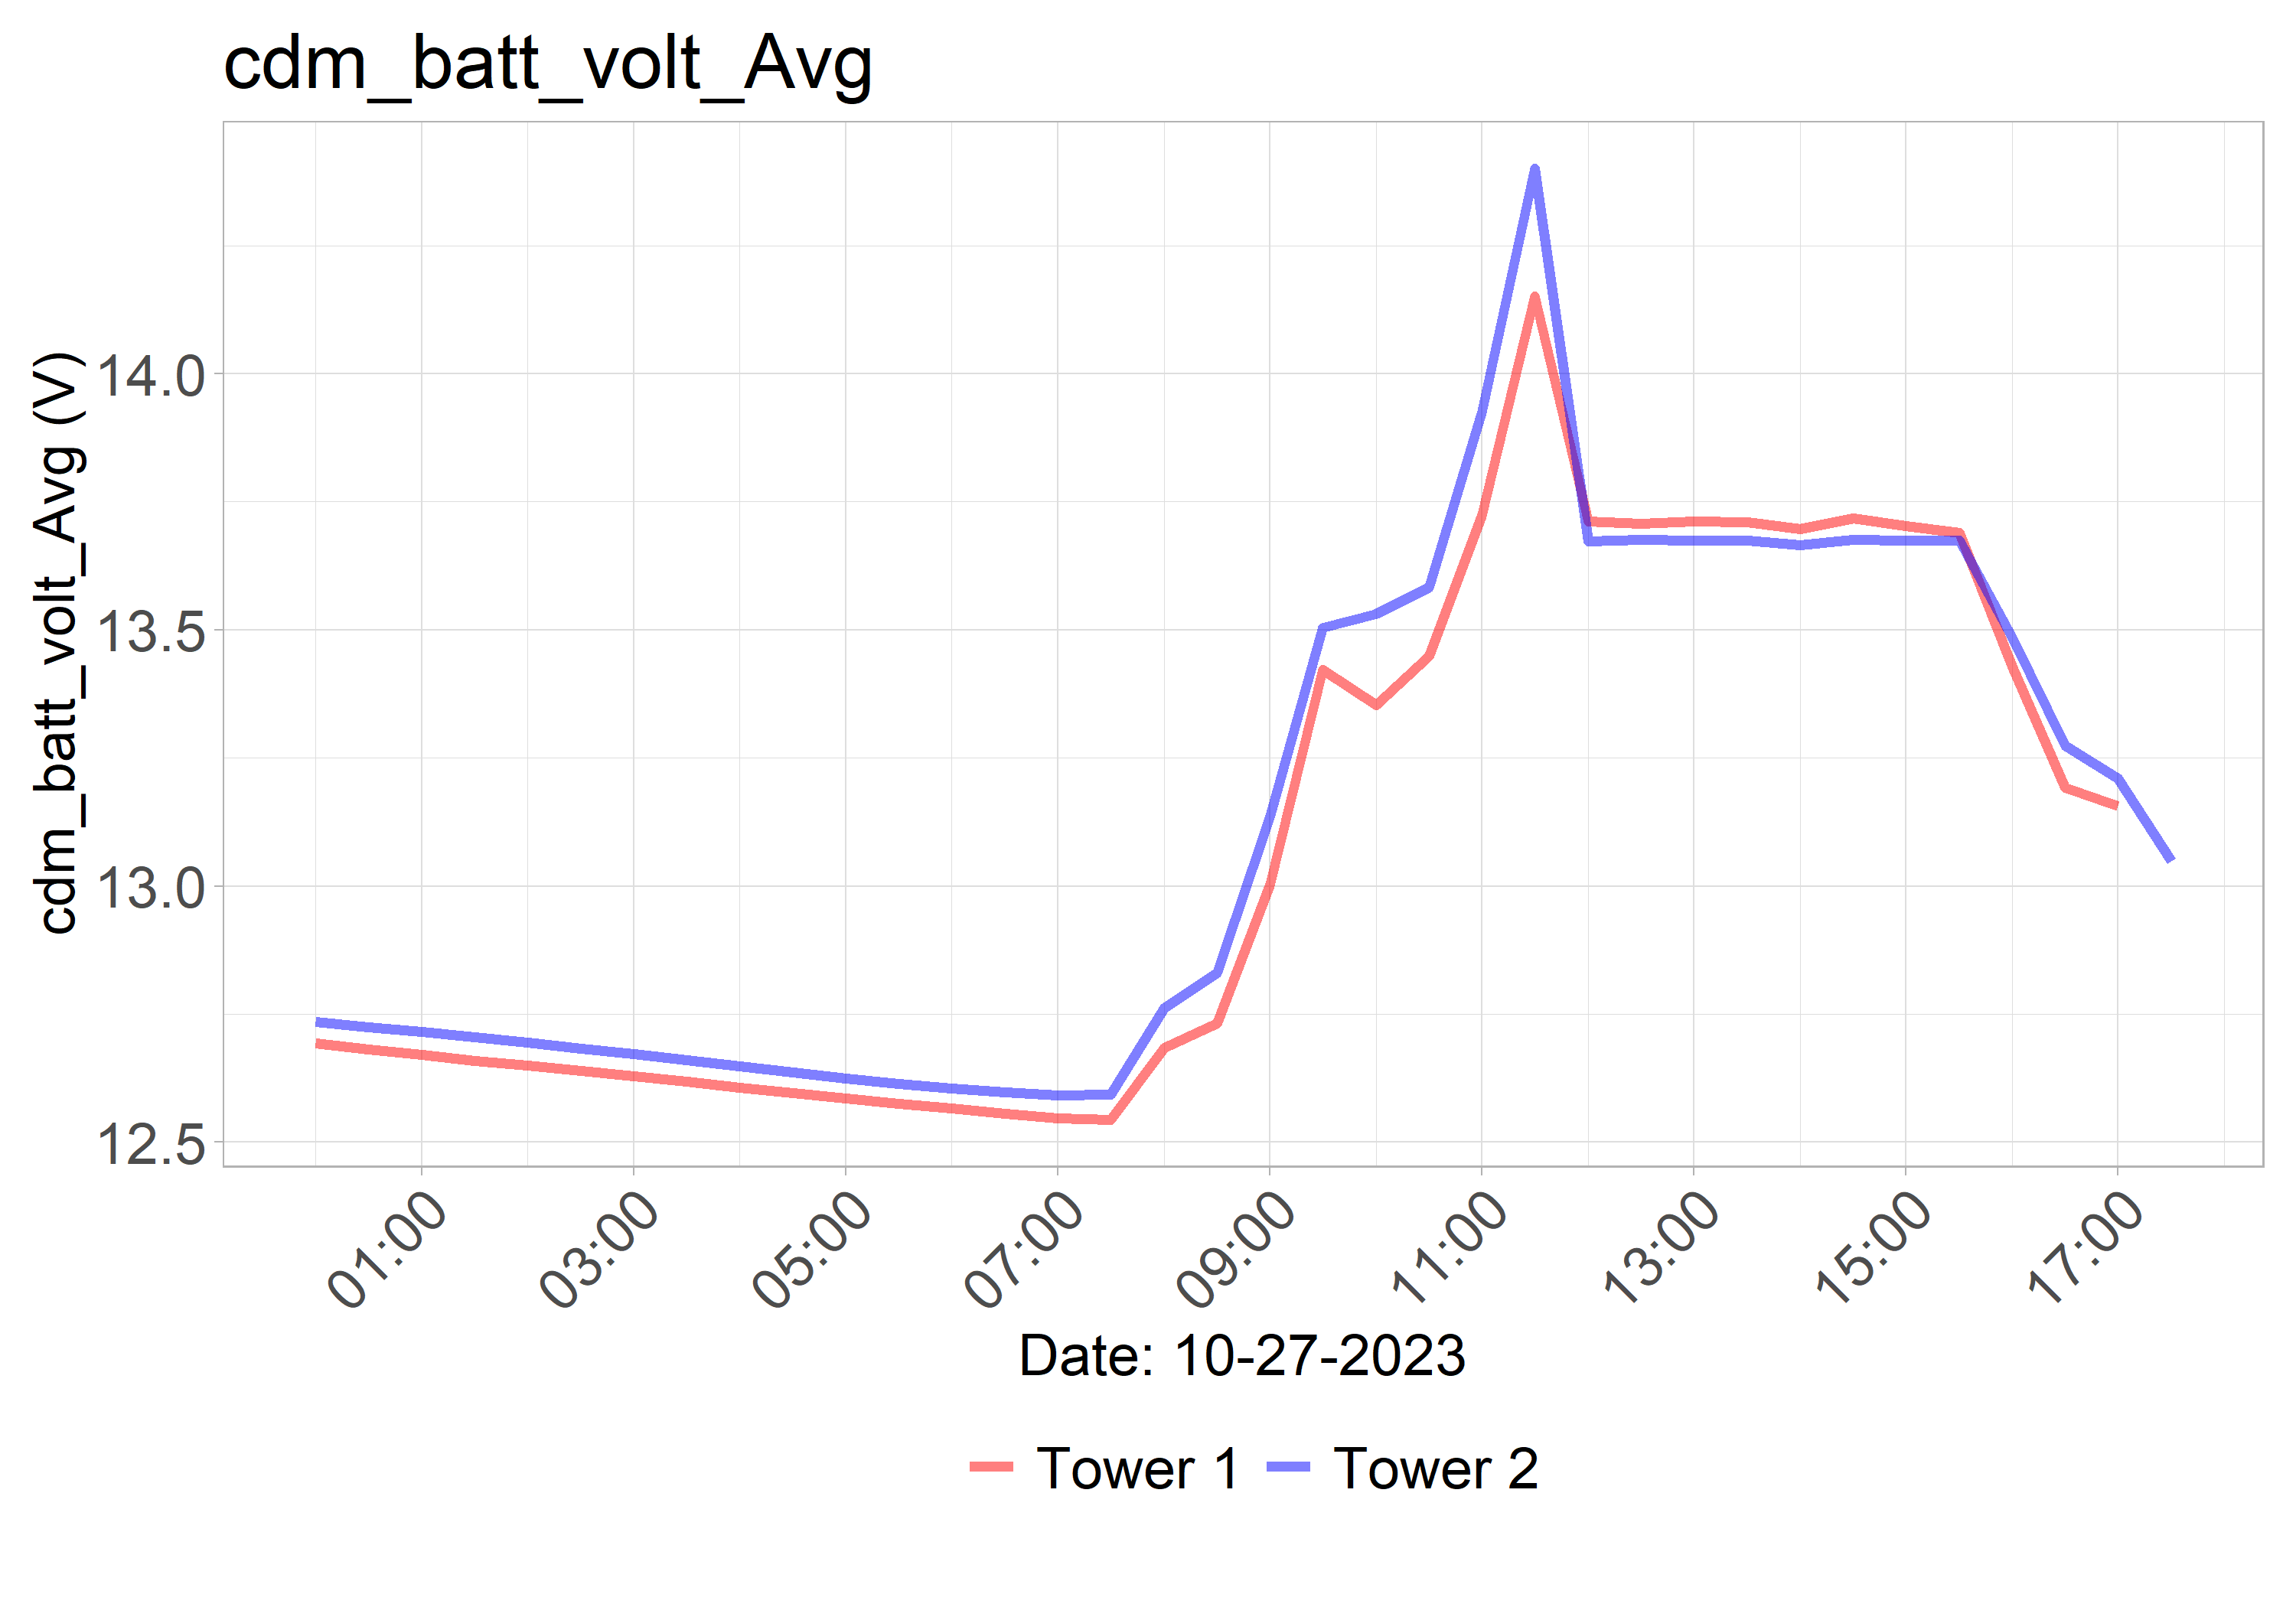 cdm_batt_volt_Avg
cdm_batt_volt_Avg (V)
14.0
13.5
13.0
12.5
01:00 03:00 05:00 07:00 09:00 11:00 13:00 15:00 17:00
Date: 10-27-2023
Tower 1 Tower 2